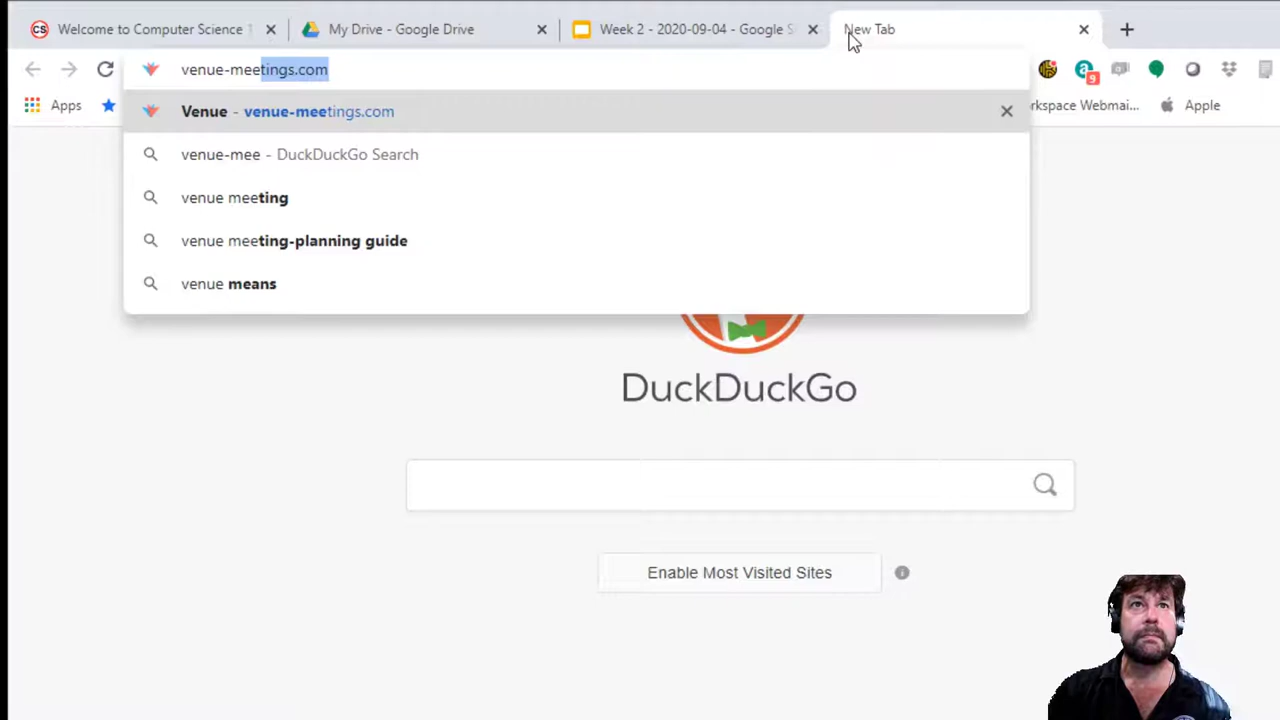 Welcome to Computer Science
My Drive - Google Drive
Week 2 - 2020-09-04 - Google S
New Tab
venue-meetings.com
9
Apps
rkspace Webmai...
Apple
Venue - venue-meetings.com
venue-mee - DuckDuckGo Search
venue meeting
venue meeting-planning guide
venue means
DuckDuckGo
Enable Most Visited Sites